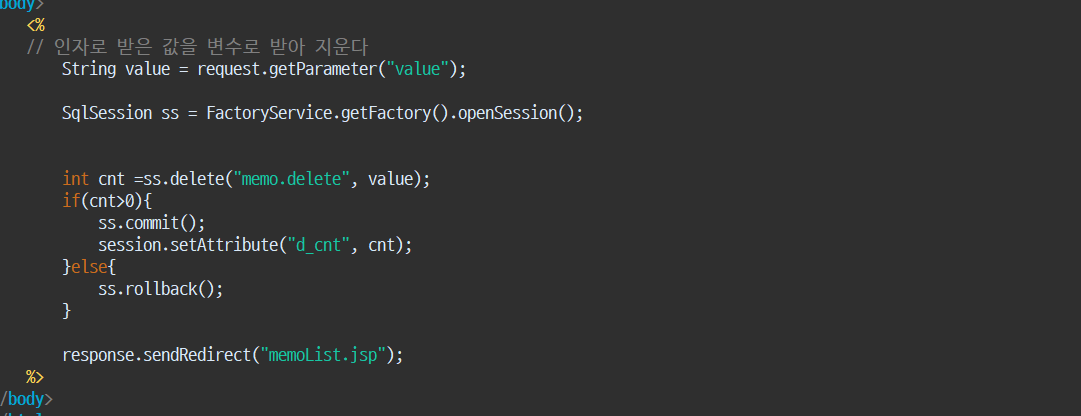 body>
<%
// 인자로 받은 값을 변수로 받아 지운다
String value = request.getParameter("value");
SqlSession ss = FactoryService.getFactory().openSession();
int cnt =ss.delete("memo.delete", value);
if(cnt>0){
ss.commit();
session.setAttribute("d_cnt", cnt);
}else{
ss.rollback();
}
response.sendRedirect("memoList.jsp");
%>
/body>